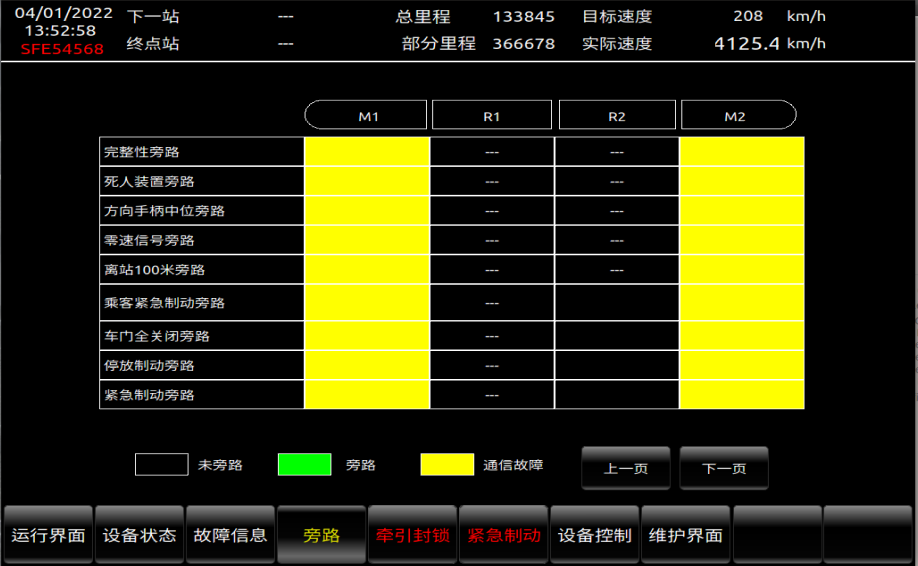 04/01/2022 下一站 --- 总里程 133845 目标速度 208 km/h
13:52:58
SFE54568 终点站 --- 部分里程 366678 实际速度 4125.4 km/h
M1 R1 R2 M2
完整性旁路 --- ---
死人装置旁路 --- ---
方向手柄中位旁路 --- ---
零速信号旁路 --- ---
离站100米旁路 --- ---
乘客紧急制动旁路 ---
车门全关闭旁路 ---
停放制动旁路 ---
紧急制动旁路 ---
未旁路 旁路 通信故障 上一页 下一页
运行界面 设备状态 故障信息 旁路 牵引封锁 紧急制动 设备控制 维护界面